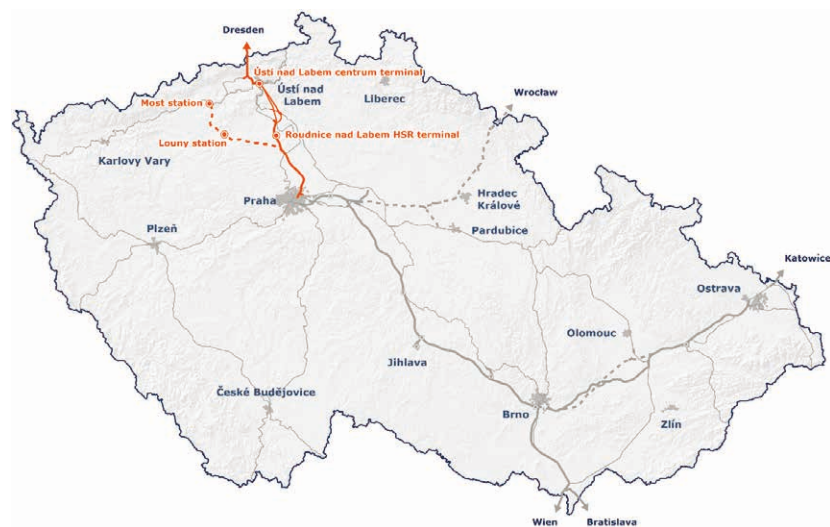 Dresden
Ústí nad Labem centrum terminal
Ústí nad
Labem
Most station
Liberec
Wrocław
Roudnice nad Labem HSR terminal
Louny station
Karlovy Vary
Praha
Hradec
Králové
Pardubice
Plzeň
Katowice
Ostrava
Olomouc
Jihlava
České Budějovice
Brno
Zlín
Wien
Bratislava